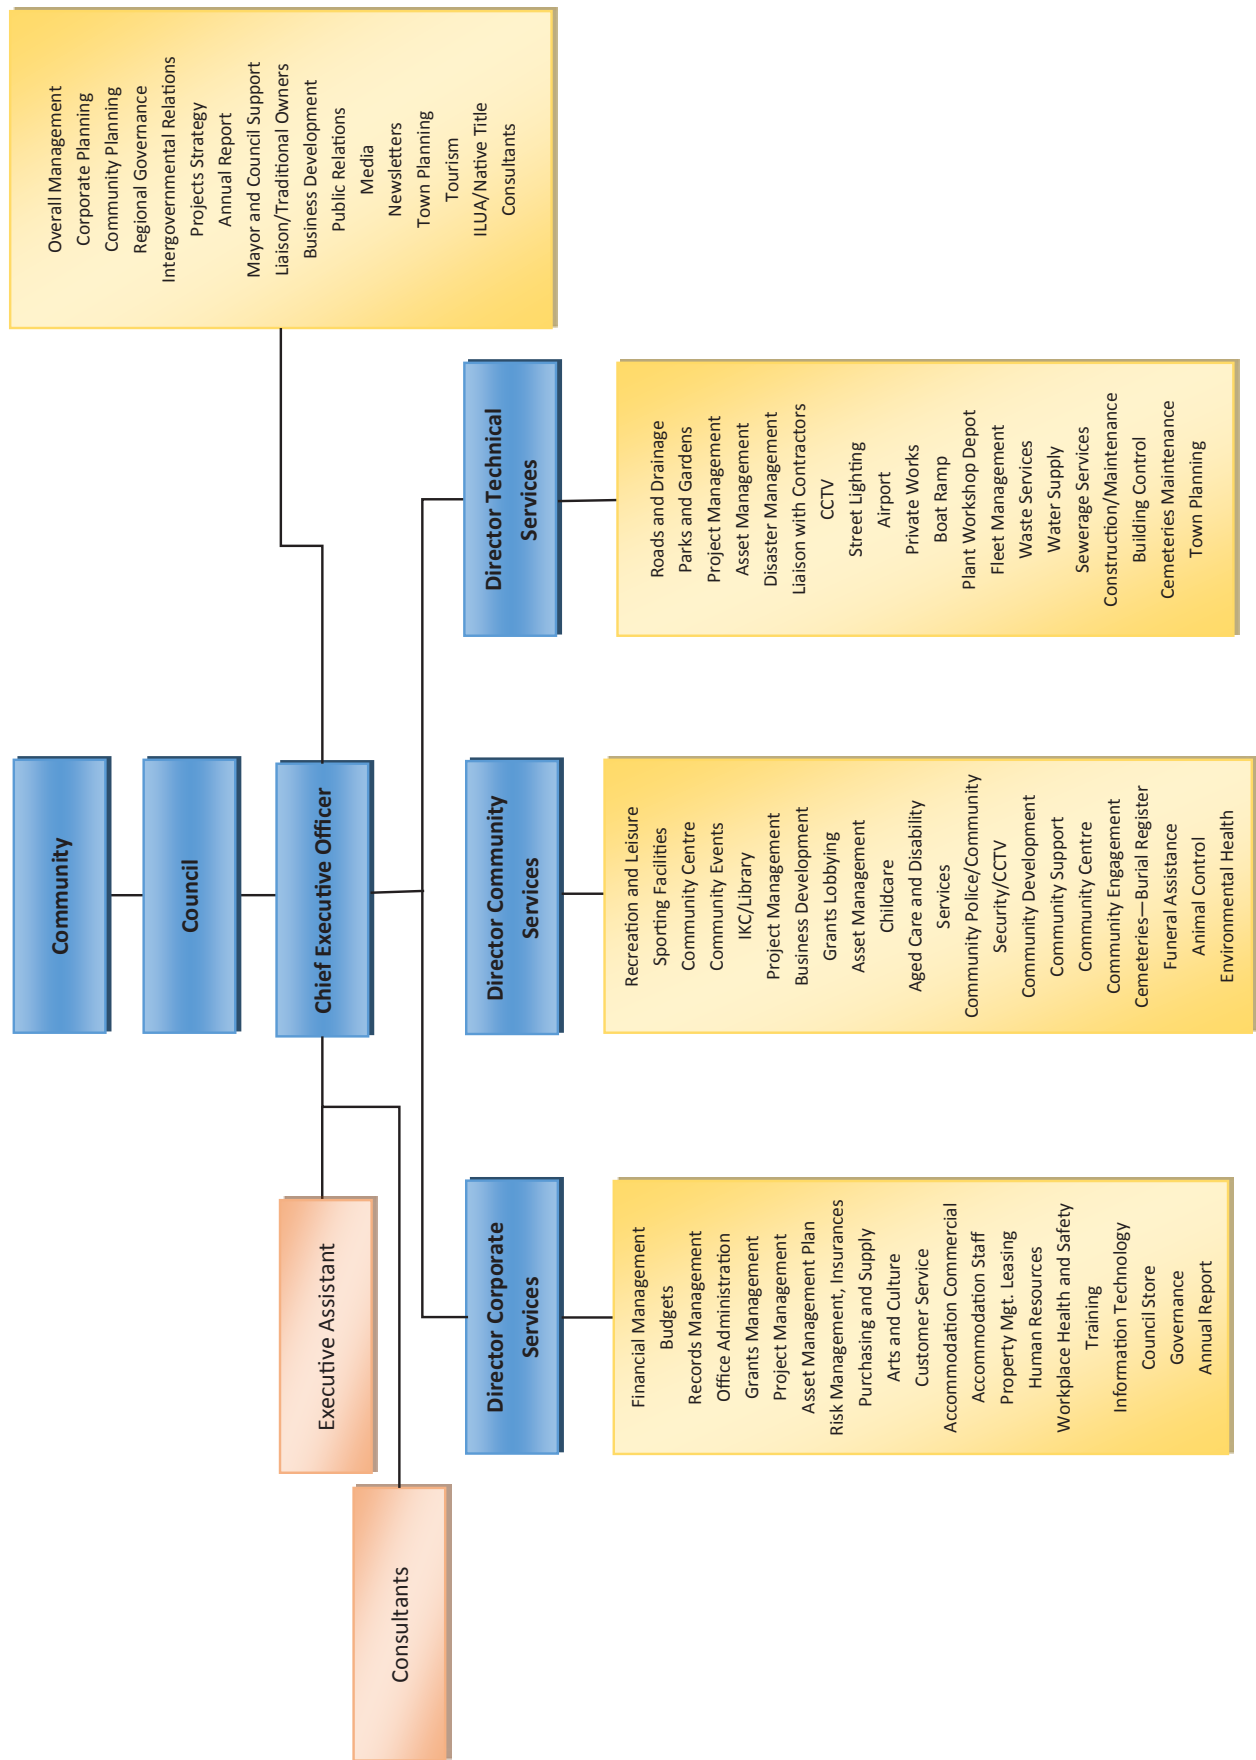 Community
Council
Chief Executive Officer
Executive Assistant
Consultants
Overall Management
Corporate Planning
Community Planning
Regional Governance
Intergovernmental Relations
Projects Strategy
Annual Report
Mayor and Council Support
Liaison/Traditional Owners
Business Development
Public Relations
Media
Newsletters
Town Planning
Tourism
ILUA/Native Title
Consultants
Director Corporate
Services
Financial Management
Budgets
Records Management
Office Administration
Grants Management
Project Management
Asset Management Plan
Risk Management, Insurances
Purchasing and Supply
Arts and Culture
Customer Service
Accommodation Commercial
Accommodation Staff
Property Mgt. Leasing
Human Resources
Workplace Health and Safety
Training
Information Technology
Council Store
Governance
Annual Report
Director Community
Services
Recreation and Leisure
Sporting Facilities
Community Centre
Community Events
IKC/Library
Project Management
Business Development
Grants Lobbying
Asset Management
Childcare
Aged Care and Disability
Services
Community Police/Community
Security/CCTV
Community Development
Community Support
Community Centre
Community Engagement
Cemeteries—Burial Register
Funeral Assistance
Animal Control
Environmental Health
Director Technical
Services
Roads and Drainage
Parks and Gardens
Project Management
Asset Management
Disaster Management
Liaison with Contractors
CCTV
Street Lighting
Airport
Private Works
Boat Ramp
Plant Workshop Depot
Fleet Management
Waste Services
Water Supply
Sewerage Services
Construction/Maintenance
Building Control
Cemeteries Maintenance
Town Planning